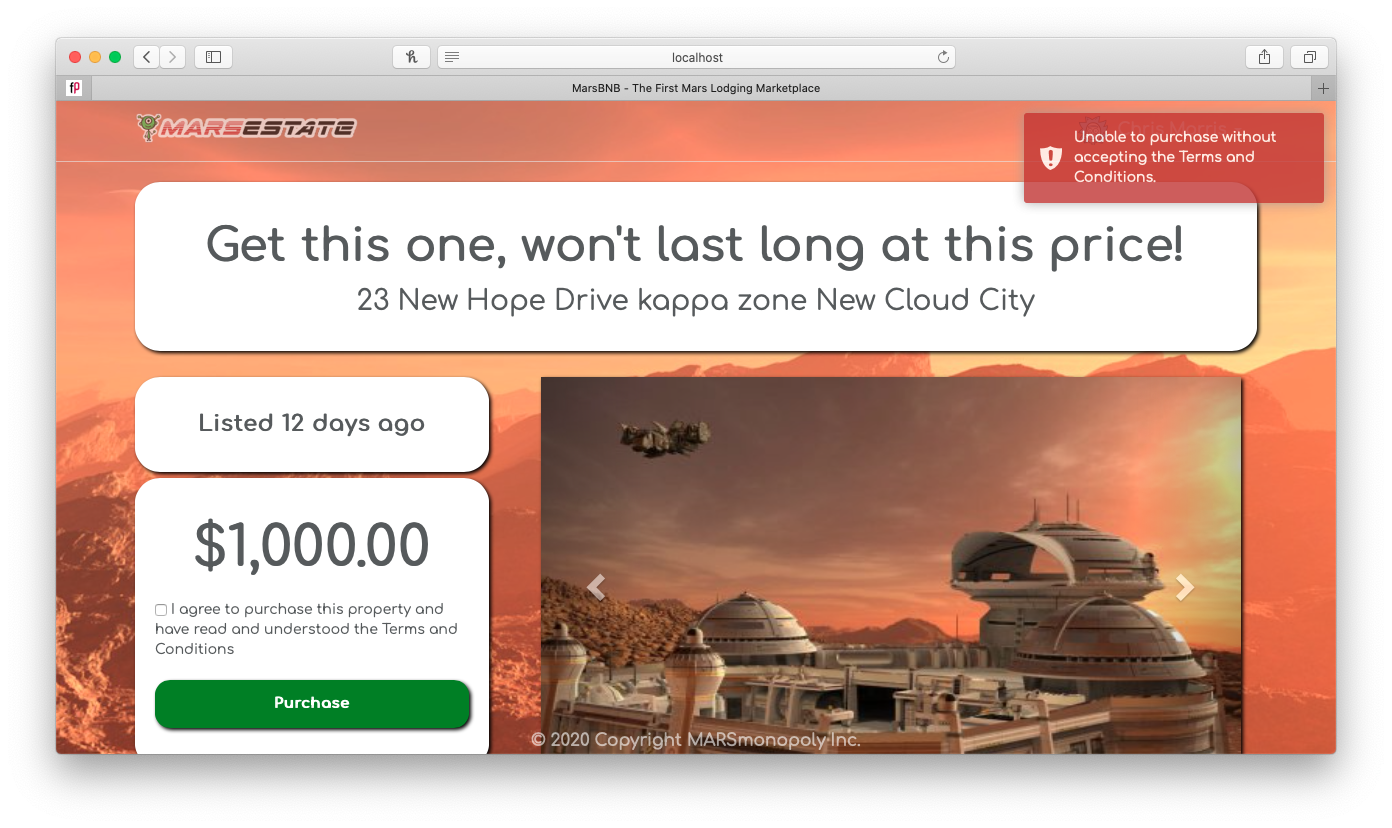 localhost
fp
MarsBNB - The First Mars Lodging Marketplace
MARSESTATE
Chris Morris
Unable to purchase without
accepting the Terms and
Conditions.
Get this one, won't last long at this price!
23 New Hope Drive kappa zone New Cloud City
Listed 12 days ago
$1,000.00
I agree to purchase this property and
have read and understood the Terms and
Conditions
Purchase
© 2020 Copyright MARSmonopoly Inc.